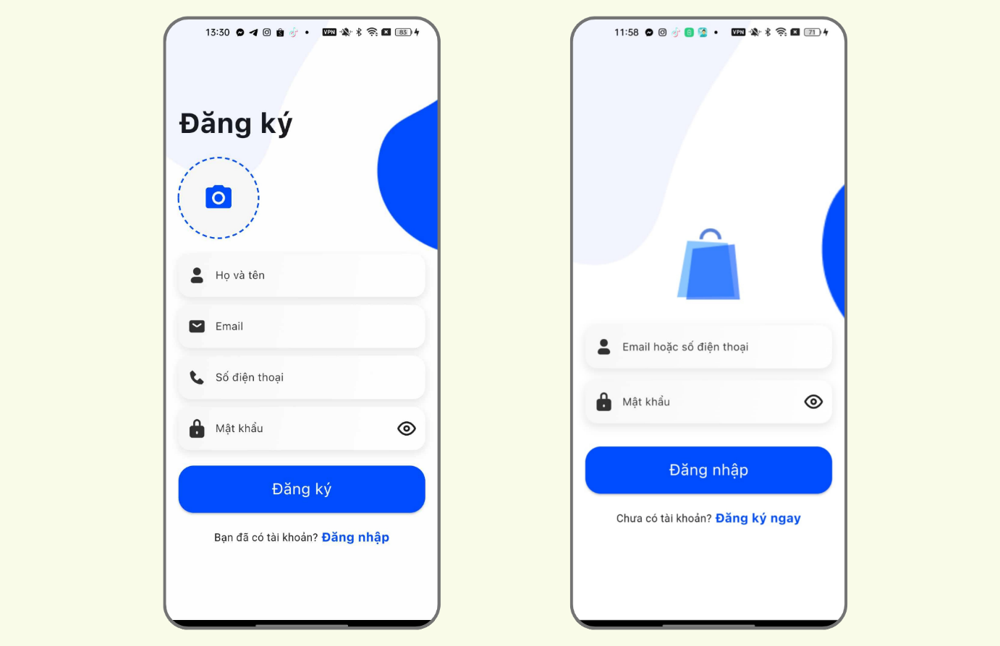 13:30 VPN 83
Đăng ký
Họ và tên
Email
Số điện thoại
Mật khẩu
Đăng ký
Bạn đã có tài khoản? Đăng nhập
11:58 VPN 71
Email hoặc số điện thoại
Mật khẩu
Đăng nhập
Chưa có tài khoản? Đăng ký ngay